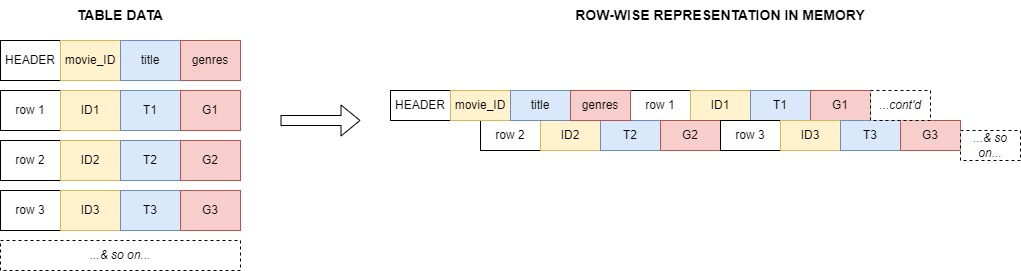 TABLE DATA
ROW-WISE REPRESENTATION IN MEMORY
HEADER movie_ID title genres
row 1 ID1 T1 G1
row 2 ID2 T2 G2
row 3 ID3 T3 G3
...& so on...
HEADER movie_ID title genres row 1 ID1 T1 G1 ...cont'd
row 2 ID2 T2 G2 row 3 ID3 T3 G3 ...& so
on...